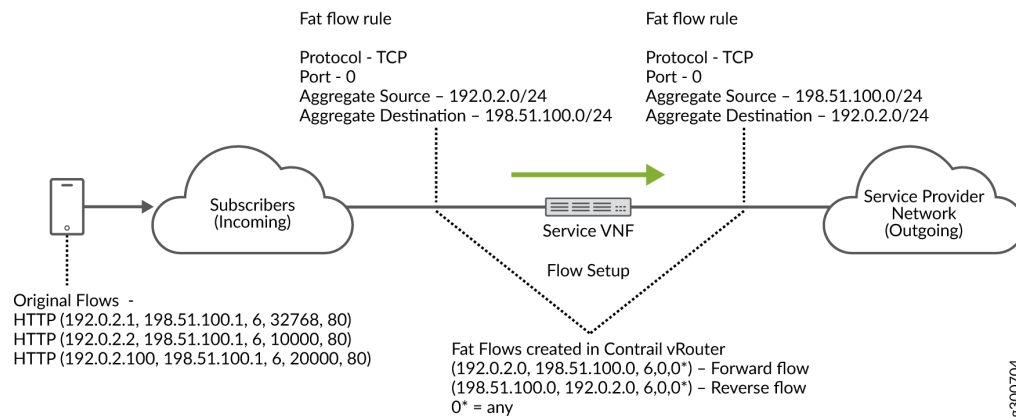 Fat flow rule
Protocol - TCP
Port - 0
Aggregate Source – 192.0.2.0/24
Aggregate Destination – 198.51.100.0/24
Fat flow rule
Protocol - TCP
Port - 0
Aggregate Source – 198.51.100.0/24
Aggregate Destination – 192.0.2.0/24
Subscribers
(Incoming)
Service VNF
Service Provider
Network
(Outgoing)
Flow Setup
Original Flows -
HTTP (192.0.2.1, 198.51.100.1, 6, 32768, 80)
HTTP (192.0.2.2, 198.51.100.1, 6, 10000, 80)
HTTP (192.0.2.100, 198.51.100.1, 6, 20000, 80)
Fat Flows created in Contrail vRouter
(192.0.2.0, 198.51.100.0, 6,0,0*) – Forward flow
(198.51.100.0, 192.0.2.0, 6,0,0*) – Reverse flow
0* = any
g300704